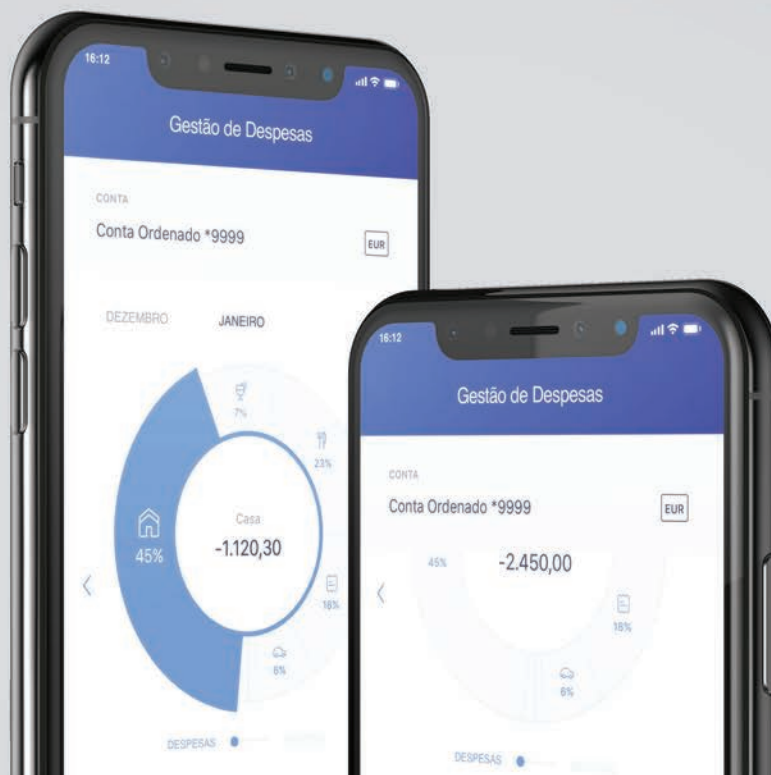 16:12
Gestão de Despesas
CONTA
Conta Ordenado *9999
EUR
DEZEMBRO
JANEIRO
7%
23%
Casa
-1.120,30
45%
18%
6%
DESPESAS
16:12
Gestão de Despesas
CONTA
Conta Ordenado *9999
EUR
45%
-2.450,00
18%
6%
DESPESAS